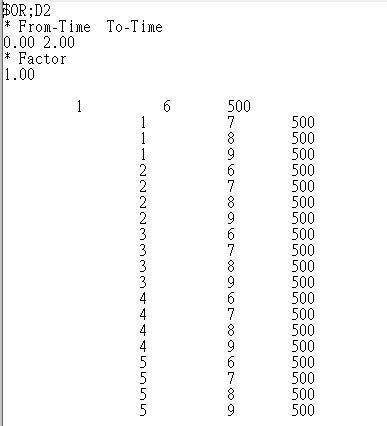 $OR;D2
* From-Time  To-Time
0.00 2.00
* Factor
1.00
1 6 500
1 7 500
1 8 500
1 9 500
2 6 500
2 7 500
2 8 500
2 9 500
3 6 500
3 7 500
3 8 500
3 9 500
4 6 500
4 7 500
4 8 500
4 9 500
5 6 500
5 7 500
5 8 500
5 9 500